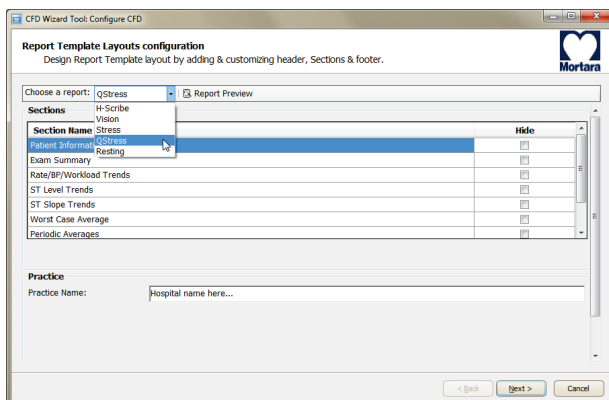 CFD Wizard Tool: Configure CFD
Report Template Layouts configuration
Design Report Template layout by adding & customizing header, Sections & footer.
Mortara
Choose a report: QStress Report Preview
H-Scribe
Vision
Stress
QStress
Resting
Sections
Section Name Hide
Patient
Exam Summary
Rate/BP/Workload Trends
ST Level Trends
ST Slope Trends
Worst Case Average
Periodic Averages
Practice
Practice Name: Hospital name here...
< Back Next > Cancel